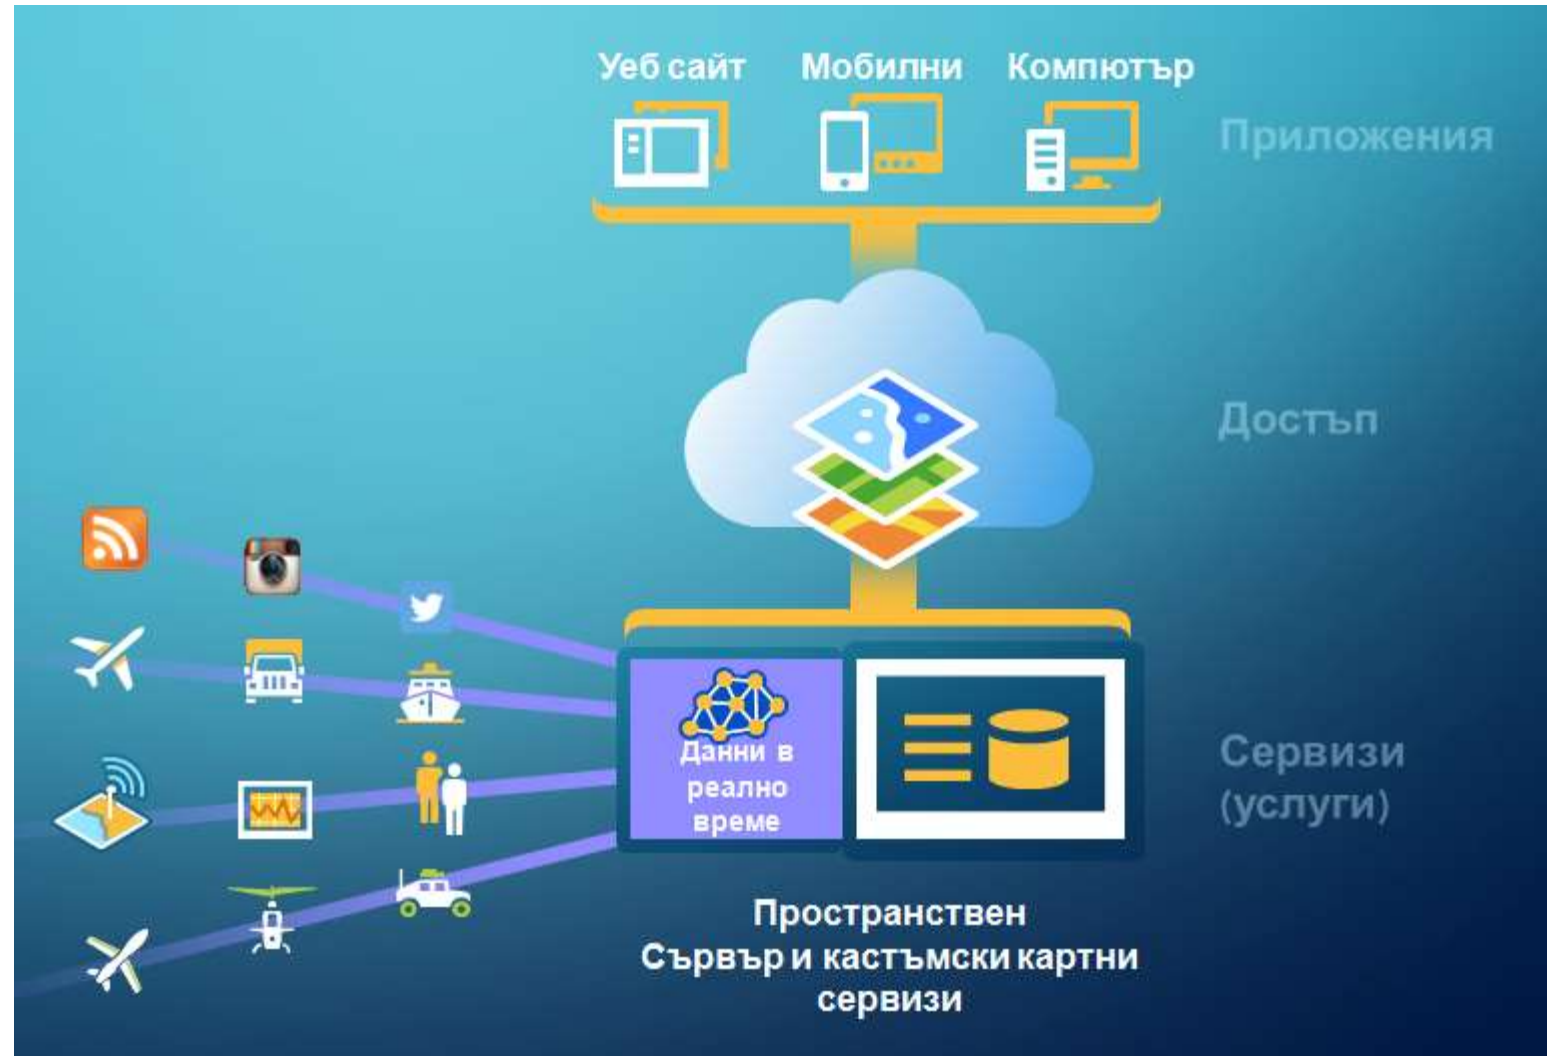 Уеб сайт
Мобилни
Компютър
Приложения
Достъп
Данни в
реално
време
Сервизи
(услуги)
Пространствен
Сървър и кастъмски картни
сервизи